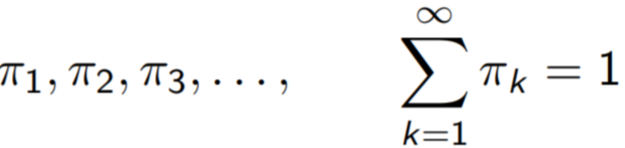 π₁, π₂, π₃, . . . , ∑_{k=1}^{∞} π_k = 1